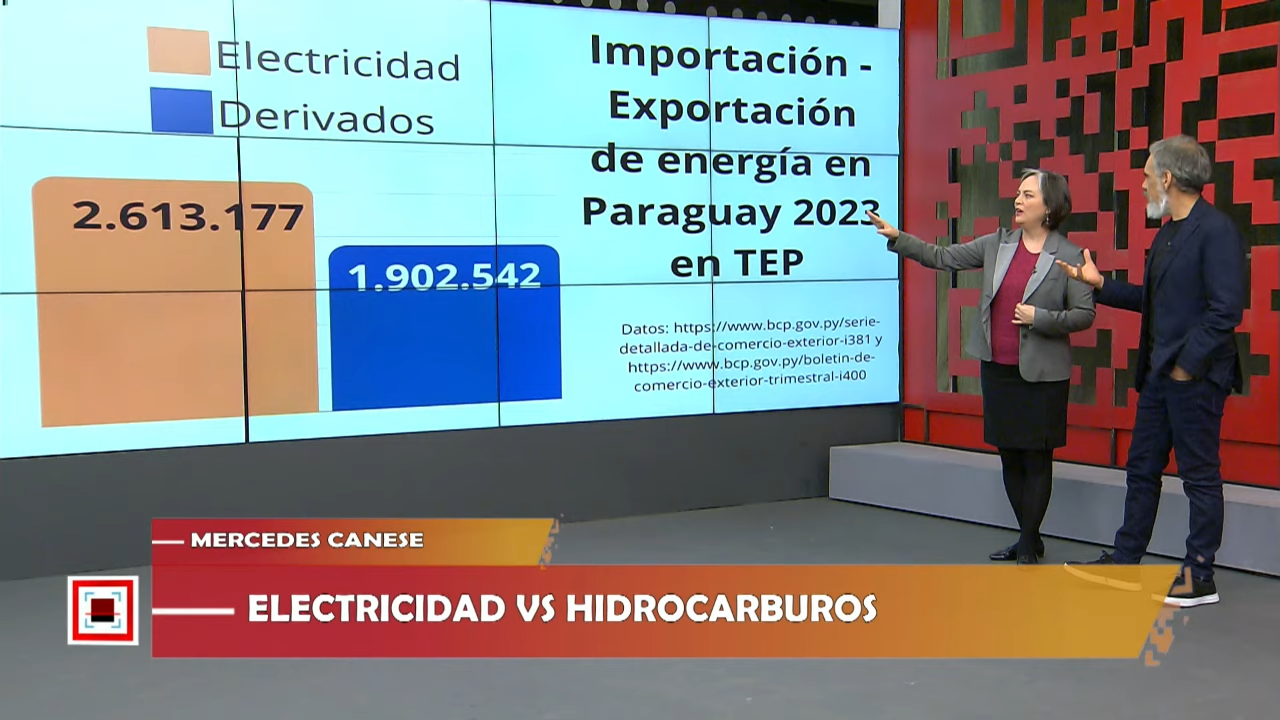 Electricidad
Derivados
2.613.177
1.902.542
Importación -
Exportación
de energía en
Paraguay 2023
en TEP
Datos: https://www.bcp.gov.py/serie-
detallada-de-comercio-exterior-i381 y
https://www.bcp.gov.py/boletin-de-
comercio-exterior-trimestral-i400
MERCEDES CANESE
ELECTRICIDAD VS HIDROCARBUROS